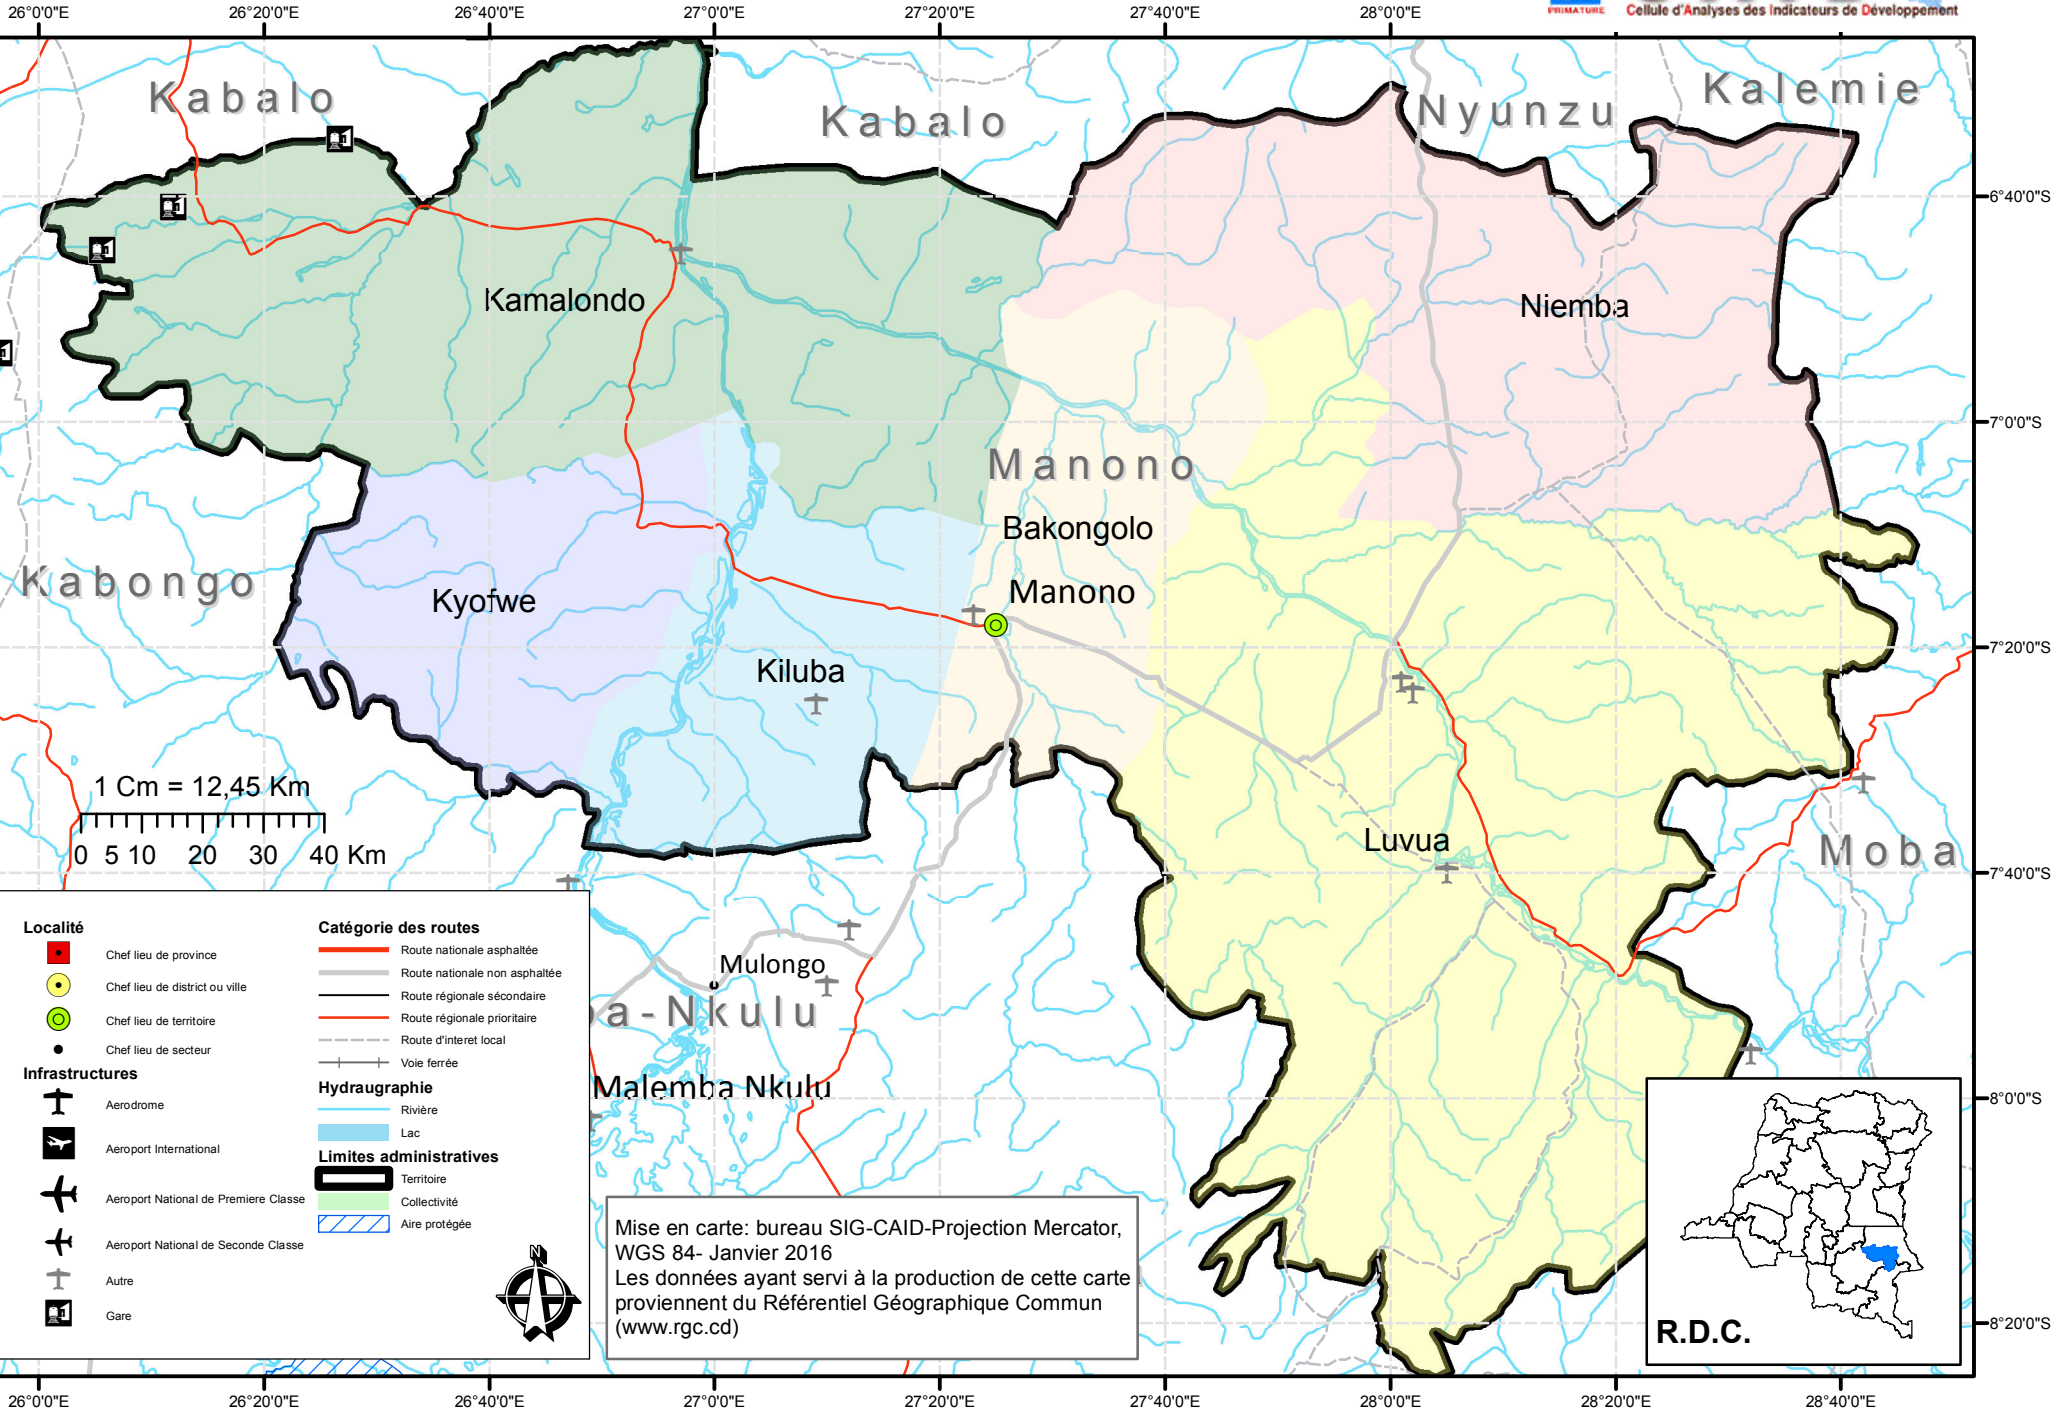 PRIMATURE
Cellule d'Analyses des Indicateurs de Développement
26°0'0"E
26°20'0"E
26°40'0"E
27°0'0"E
27°20'0"E
27°40'0"E
28°0'0"E
Kabalo
Kabalo
Nyunzu
Kalemie
6°40'0"S
Kamalondo
Niemba
7°0'0"S
Manono
Bakongolo
Kabongo
Manono
Kyofwe
7°20'0"S
Kiluba
1 Cm = 12,45 Km
0 5 10 20 30 40 Km
Luvua
Moba
7°40'0"S
Mulongo
a-Nkulu
Malemba Nkulu
8°0'0"S
Localité
Chef lieu de province
Chef lieu de district ou ville
Chef lieu de territoire
Chef lieu de secteur
Infrastructures
Aerodrome
Aeroport International
Aeroport National de Premiere Classe
Aeroport National de Seconde Classe
Autre
Gare
Catégorie des routes
Route nationale asphaltée
Route nationale non asphaltée
Route régionale sécondaire
Route régionale prioritaire
Route d'interet local
Voie ferrée
Hydraugraphie
Rivière
Lac
Limites administratives
Territoire
Collectivité
Aire protégée
N
Mise en carte: bureau SIG-CAID-Projection Mercator,
WGS 84- Janvier 2016
Les données ayant servi à la production de cette carte
proviennent du Référentiel Géographique Commun
(www.rgc.cd)
R.D.C.
8°20'0"S
26°0'0"E
26°20'0"E
26°40'0"E
27°0'0"E
27°20'0"E
27°40'0"E
28°0'0"E
28°20'0"E
28°40'0"E